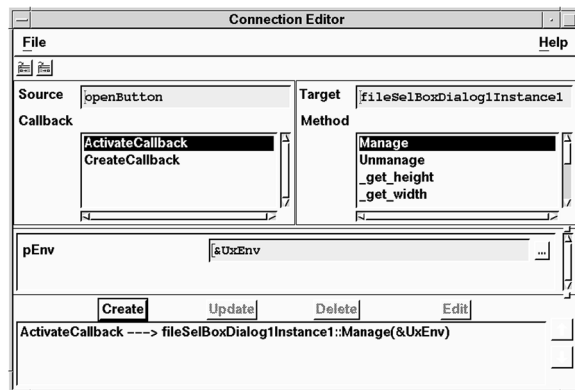 Connection Editor
File Help
Source openButton Target fileSelBoxDialog1Instance1
Callback Method
ActivateCallback Manage
CreateCallback Unmanage
_get_height
_get_width
pEnv &UxEnv ...
Create Update Delete Edit
ActivateCallback ---> fileSelBoxDialog1Instance1::Manage(&UxEnv)